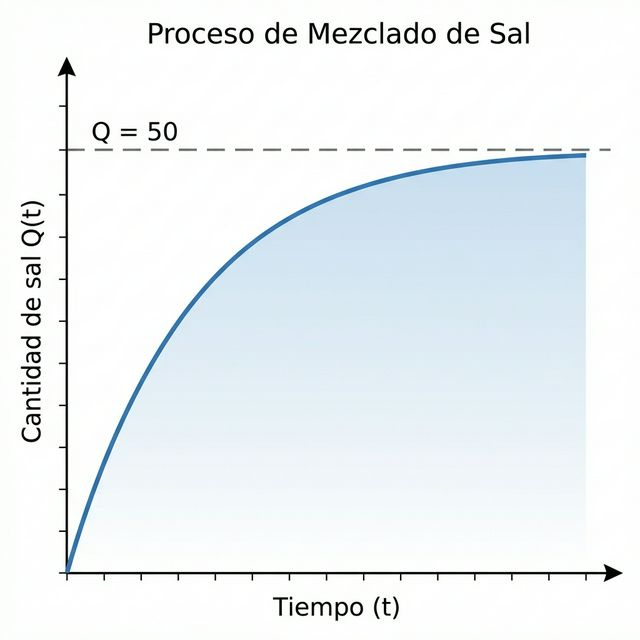 Proceso de Mezclado de Sal
Q = 50
Cantidad de sal Q(t)
Tiempo (t)